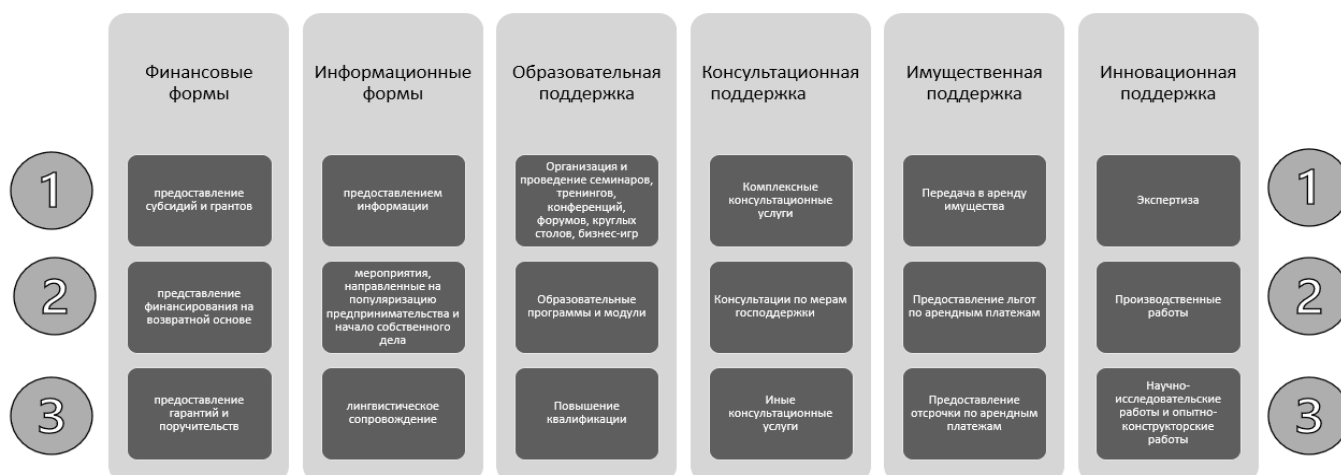 Финансовые
формы
Информационные
формы
Образовательная
поддержка
Консультационная
поддержка
Имущественная
поддержка
Инновационная
поддержка
1
предоставление
субсидий и грантов
предоставлением
информации
Организация и
проведение семинаров,
тренингов,
конференций,
форумов, круглых
столов, бизнес-игр
Комплексные
консультационные
услуги
Передача в аренду
имущества
Экспертиза
1
2
представление
финансирования на
возвратной основе
мероприятия,
направленные на
популяризацию
предпринимательства и
начало собственного
дела
Образовательные
программы и модули
Консультации по мерам
господдержки
Предоставление льгот
по арендным платежам
Производственные
работы
2
3
предоставление
гарантий и
поручительств
лингвистическое
сопровождение
Повышение
квалификации
Иные
консультационные
услуги
Предоставление
отсрочки по арендным
платежам
Научно-
исследовательские
работы и опытно-
конструкторские
работы
3